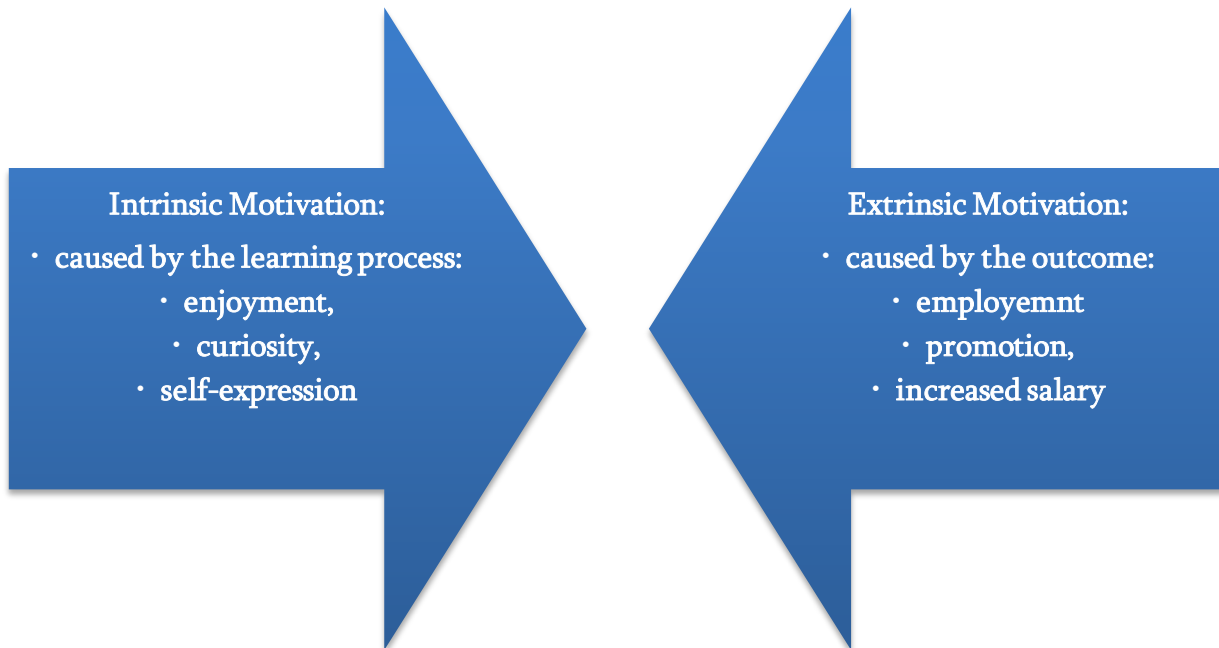 Intrinsic Motivation:
· caused by the learning process:
· enjoyment,
· curiosity,
· self-expression
Extrinsic Motivation:
· caused by the outcome:
· employemnt
· promotion,
· increased salary